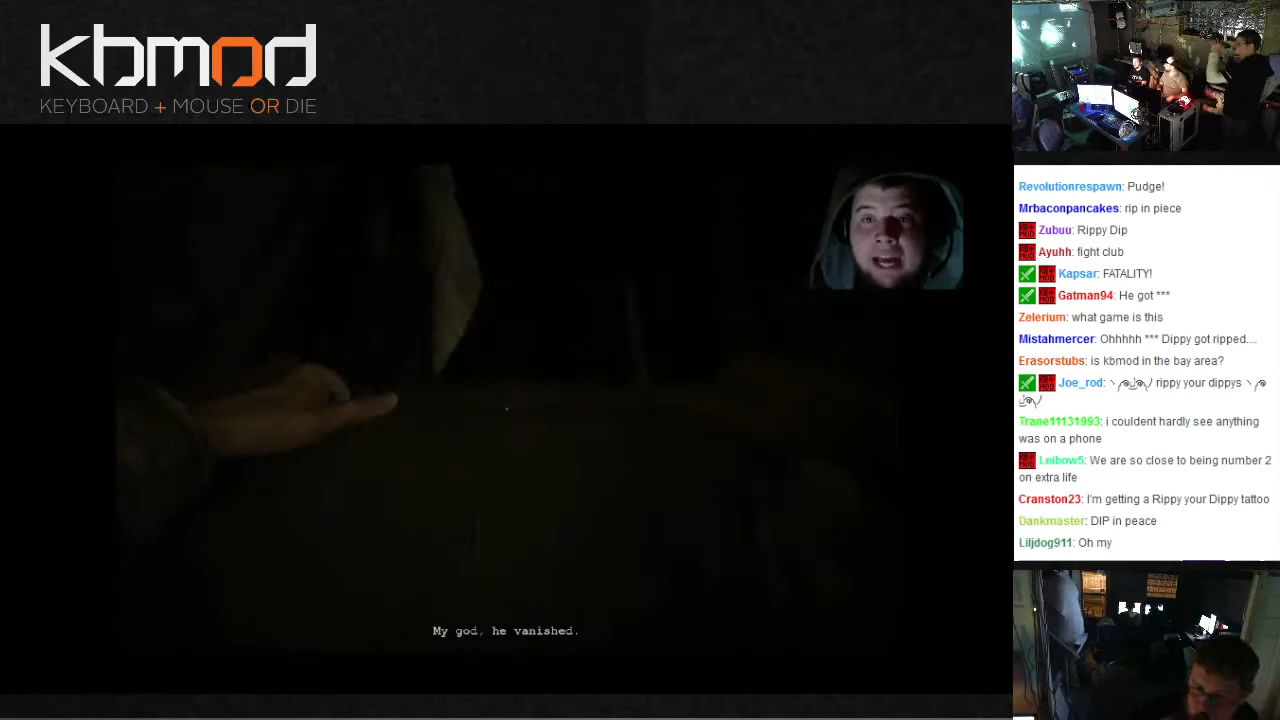 kbmod
KEYBOARD + MOUSE OR DIE
Revolutionrespawn: Pudge!
Mrbaconpancakes: rip in piece
Zubuu: Rippy Dip
Ayuhh: fight club
Kapsar: FATALITY!
Gatman94: He got ***
Zelerium: what game is this
Mistahmercer: Ohhhhh *** Dippy got ripped....
Erasorstubs: is kbmod in the bay area?
Joe_rod: rippy your dippys
Trane11131993: i couldent hardly see anything
was on a phone
Leibow5: We are so close to being number 2
on extra life
Cranston23: I'm getting a Rippy your Dippy tattoo
Dankmaster: DIP in peace
Liljdog911: Oh my
My god, he vanished.